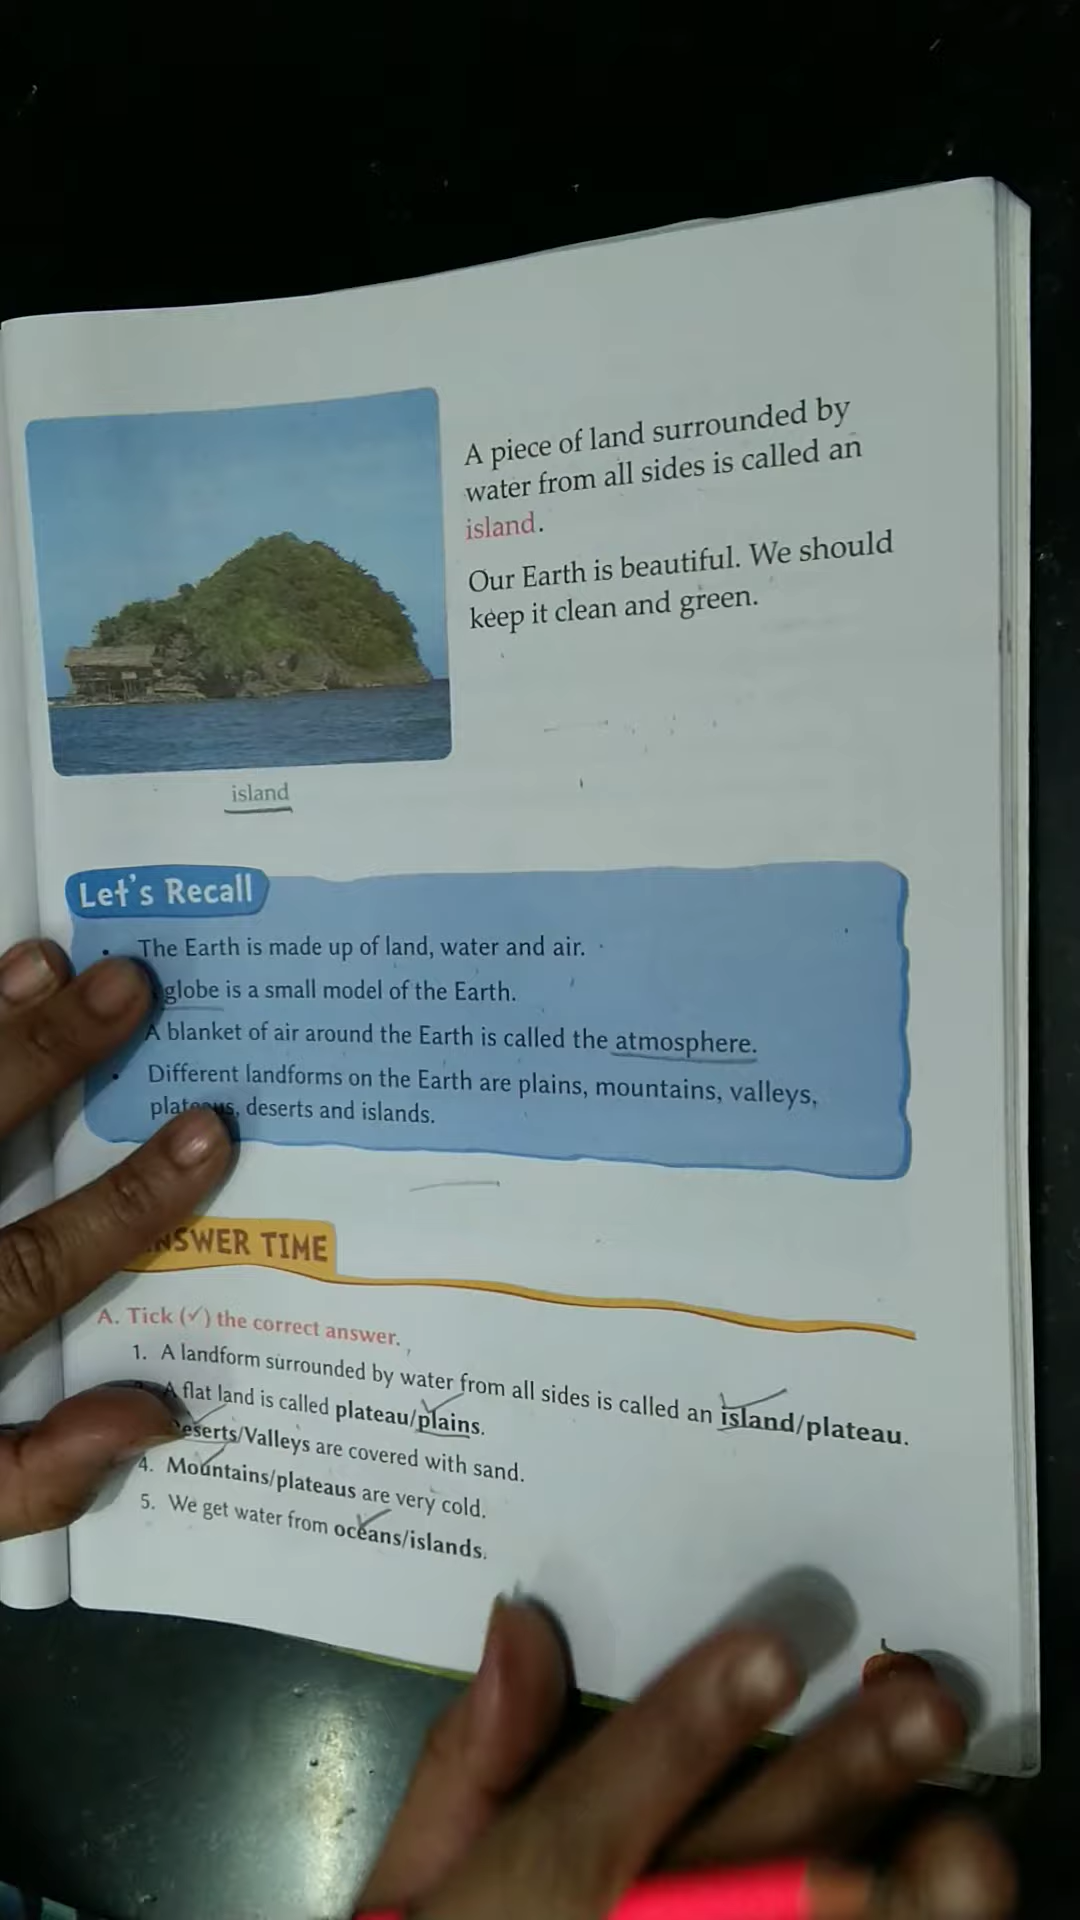 A piece of land surrounded by
water from all sides is called an
island.
Our Earth is beautiful. We should
keep it clean and green.
island
Let's Recall
• The Earth is made up of land, water and air.
globe is a small model of the Earth.
A blanket of air around the Earth is called the atmosphere.
• Different landforms on the Earth are plains, mountains, valleys,
plateaus, deserts and islands.
ANSWER TIME
A. Tick (✓) the correct answer.
1. A landform surrounded by water from all sides is called an island/plateau.
A flat land is called plateau/plains.
Deserts/Valleys are covered with sand.
4. Mountains/plateaus are very cold.
5. We get water from oceans/islands.